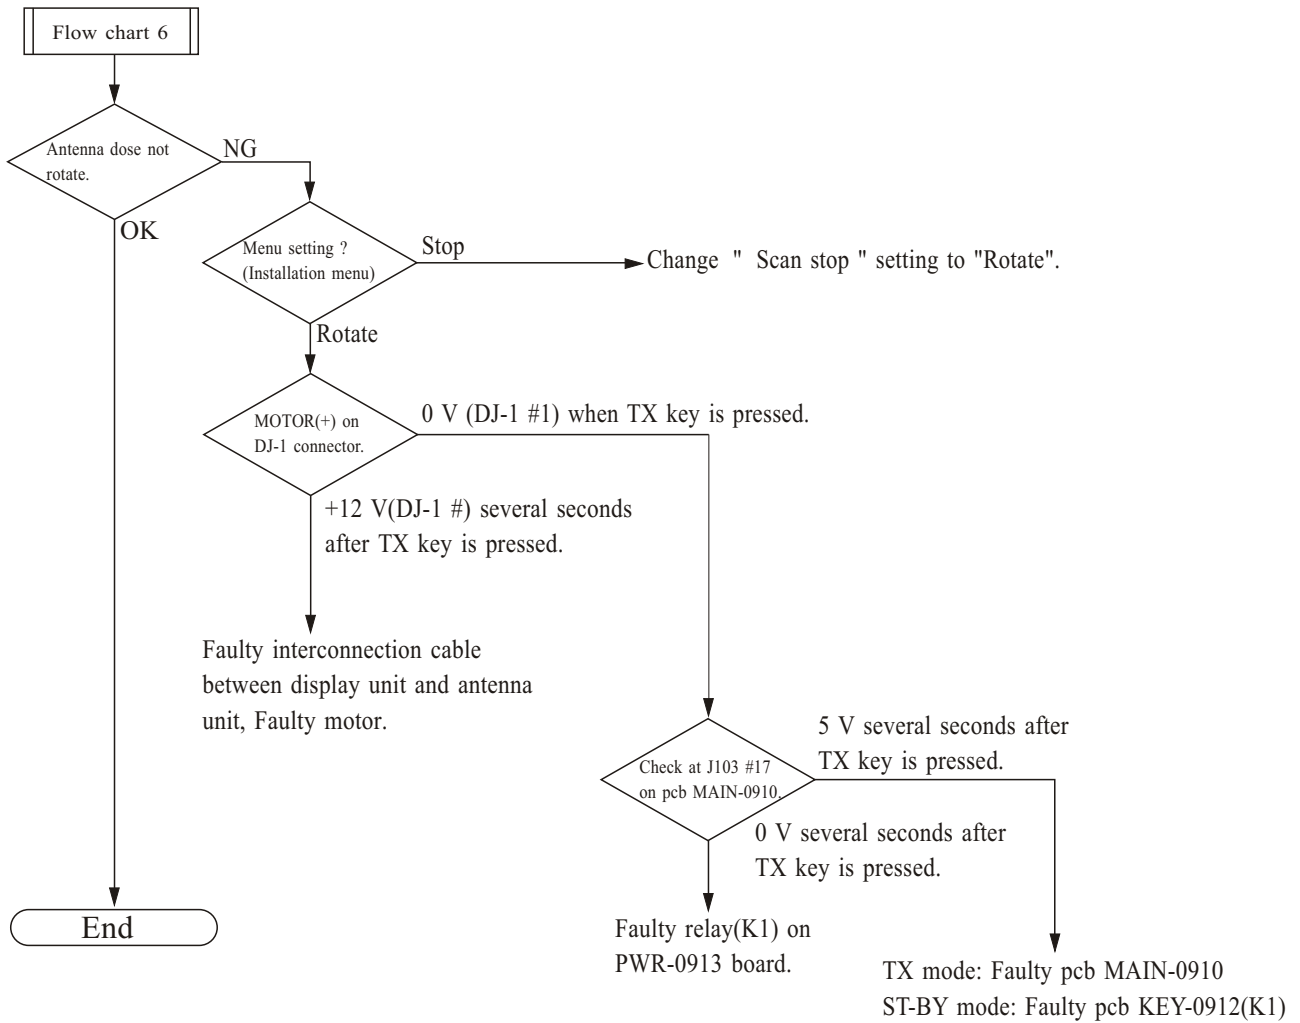 Flow chart 6
Antenna dose not
rotate.
NG
OK
Menu setting ?
(Installation menu)
Stop
Change " Scan stop " setting to "Rotate".
Rotate
MOTOR(+) on
DJ-1 connector.
0 V (DJ-1 #1) when TX key is pressed.
+12 V(DJ-1 #) several seconds
after TX key is pressed.
Faulty interconnection cable
between display unit and antenna
unit, Faulty motor.
Check at J103 #17
on pcb MAIN-0910.
5 V several seconds after
TX key is pressed.
0 V several seconds after
TX key is pressed.
End
Faulty relay(K1) on
PWR-0913 board.
TX mode: Faulty pcb MAIN-0910
ST-BY mode: Faulty pcb KEY-0912(K1)